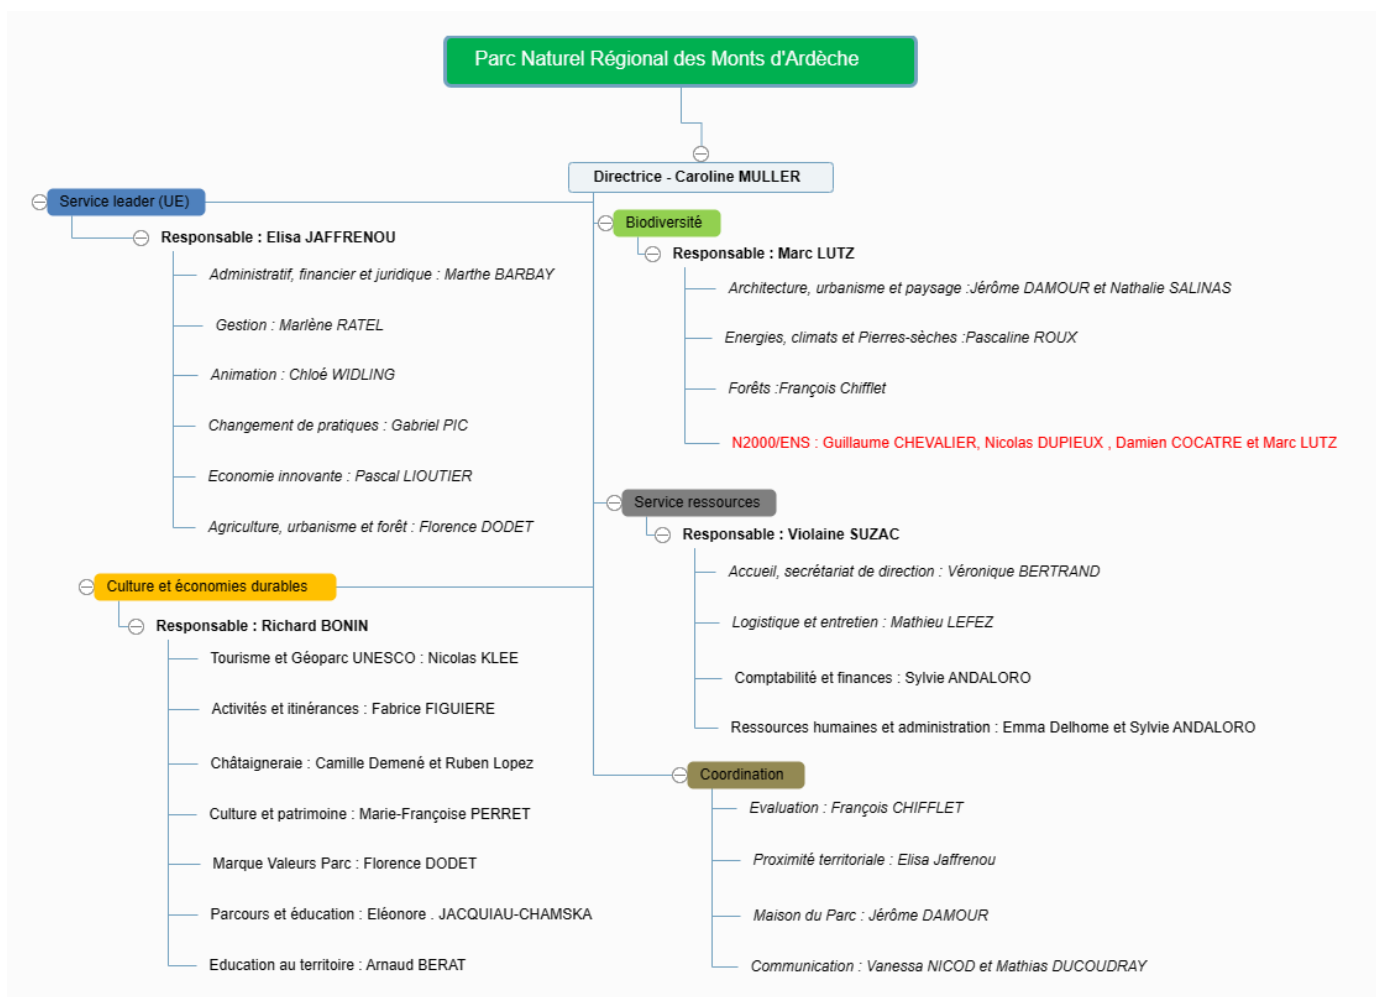 Parc Naturel Régional des Monts d'Ardèche
Directrice - Caroline MULLER
Service leader (UE)
Responsable : Elisa JAFFRENOU
Administratif, financier et juridique : Marthe BARBAY
Gestion : Marlène RATEL
Animation : Chloé WIDLING
Changement de pratiques : Gabriel PIC
Economie innovante : Pascal LIOUTIER
Agriculture, urbanisme et forêt : Florence DODET
Culture et économies durables
Responsable : Richard BONIN
Tourisme et Géoparc UNESCO : Nicolas KLEE
Activités et itinérances : Fabrice FIGUIERE
Châtaigneraie : Camille Demené et Ruben Lopez
Culture et patrimoine : Marie-Françoise PERRET
Marque Valeurs Parc : Florence DODET
Parcours et éducation : Eléonore . JACQUIAU-CHAMSKA
Education au territoire : Arnaud BERAT
Biodiversité
Responsable : Marc LUTZ
Architecture, urbanisme et paysage :Jérôme DAMOUR et Nathalie SALINAS
Energies, climats et Pierres-sèches :Pascaline ROUX
Forêts :François Chifflet
N2000/ENS : Guillaume CHEVALIER, Nicolas DUPIEUX , Damien COCATRE et Marc LUTZ
Service ressources
Responsable : Violaine SUZAC
Accueil, secrétariat de direction : Véronique BERTRAND
Logistique et entretien : Mathieu LEFEZ
Comptabilité et finances : Sylvie ANDALORO
Ressources humaines et administration : Emma Delhome et Sylvie ANDALORO
Coordination
Evaluation : François CHIFFLET
Proximité territoriale : Elisa Jaffrenou
Maison du Parc : Jérôme DAMOUR
Communication : Vanessa NICOD et Mathias DUCOUDRAY